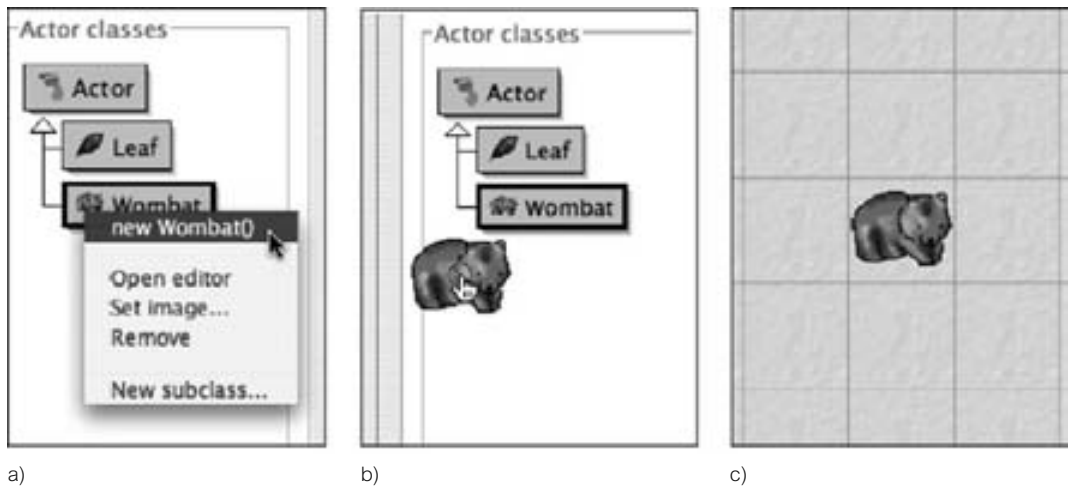 Actor classes
Actor
Leaf
Wombat
new Wombat()
Open editor
Set image...
Remove
New subclass...
Actor classes
Actor
Leaf
Wombat
a)
b)
c)